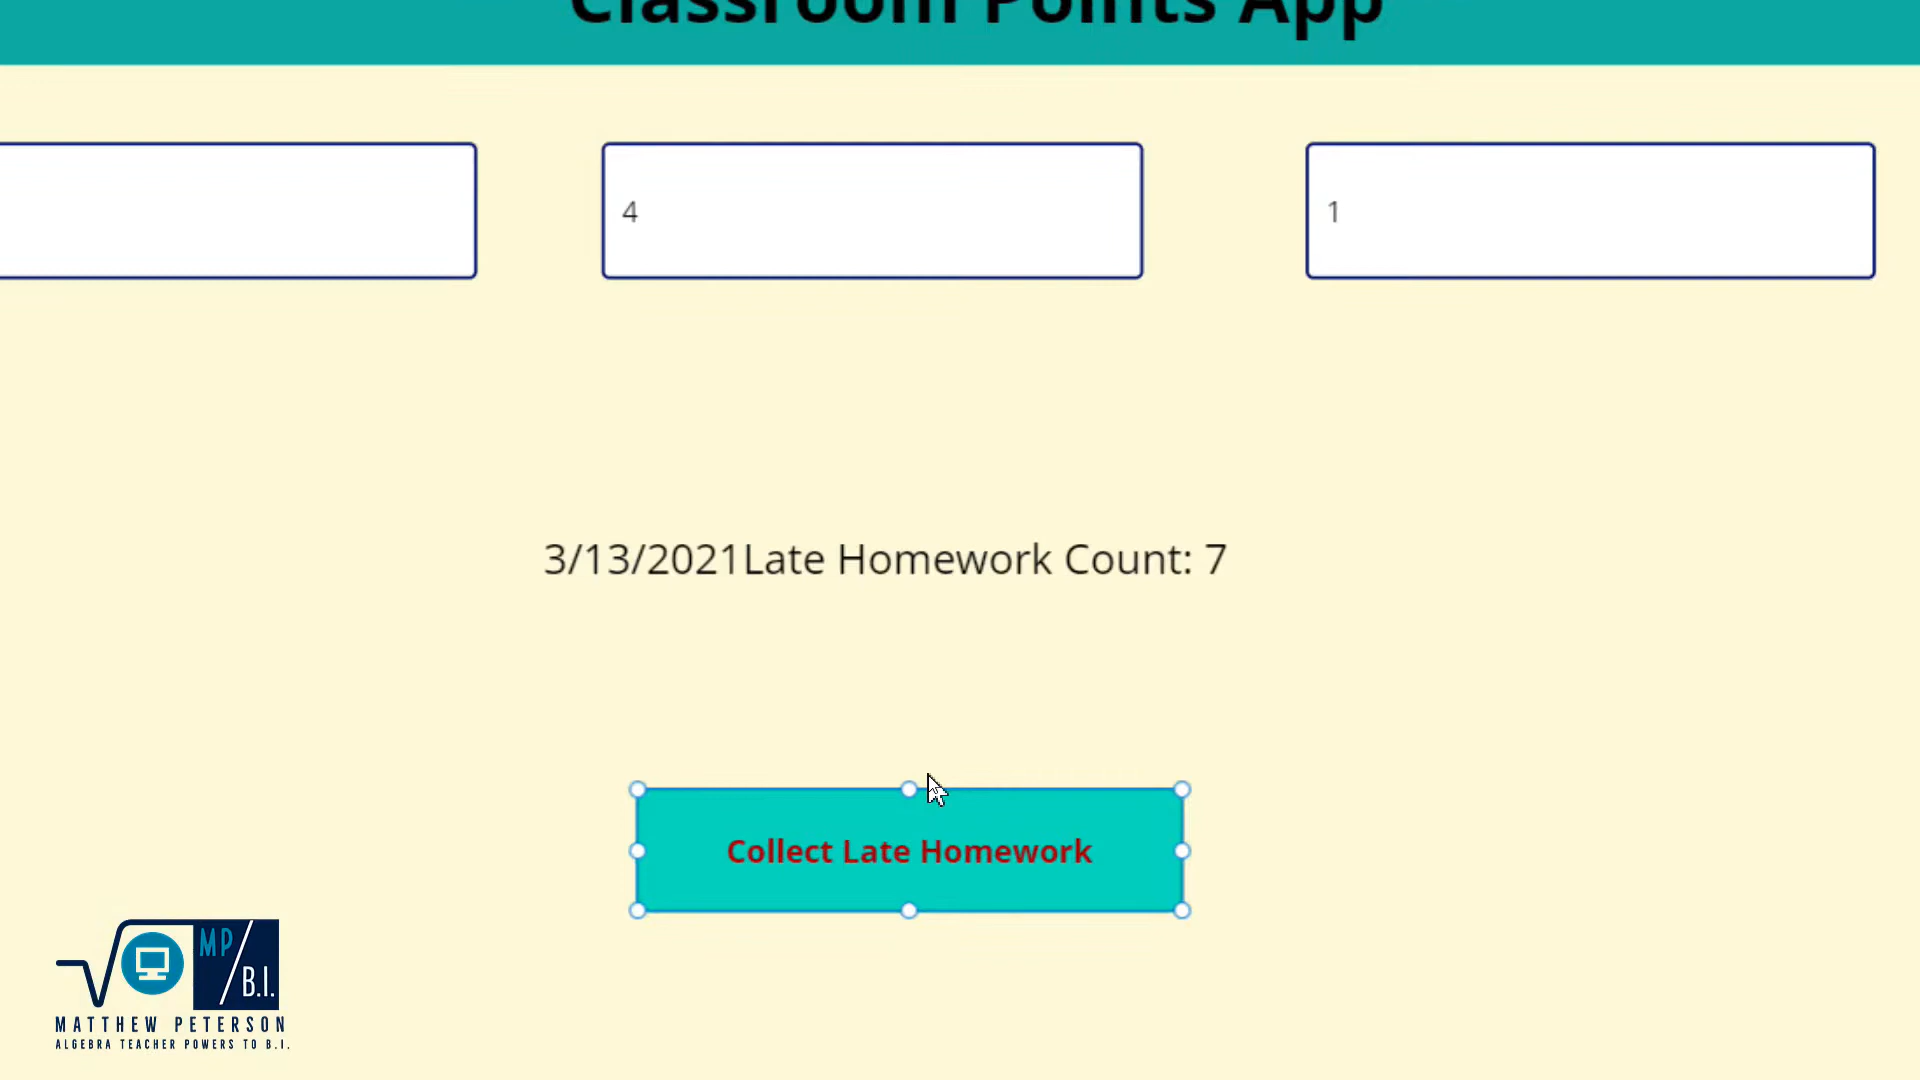 Classroom Points App
4
1
3/13/2021Late Homework Count: 7
Collect Late Homework
MP/B.I.
MATTHEW PETERSON
ALGEBRA TEACHER POWERS TO B.I.